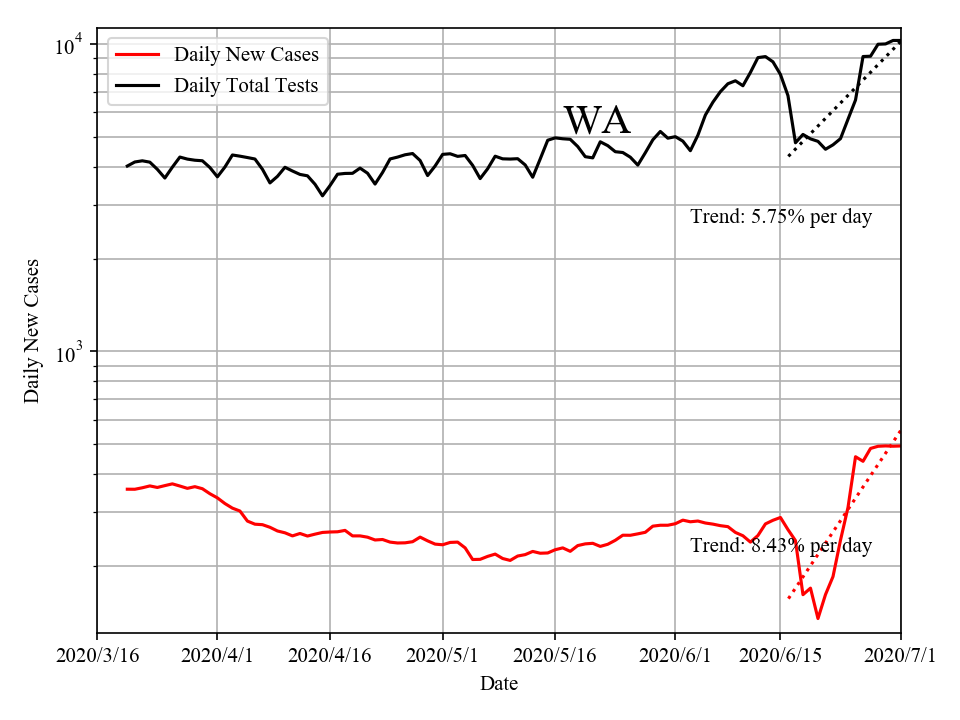 Daily New Cases
Daily Total Tests
WA
Trend: 5.75% per day
Trend: 8.43% per day
10^4
10^3
Daily New Cases
2020/3/16 2020/4/1 2020/4/16 2020/5/1 2020/5/16 2020/6/1 2020/6/15 2020/7/1
Date